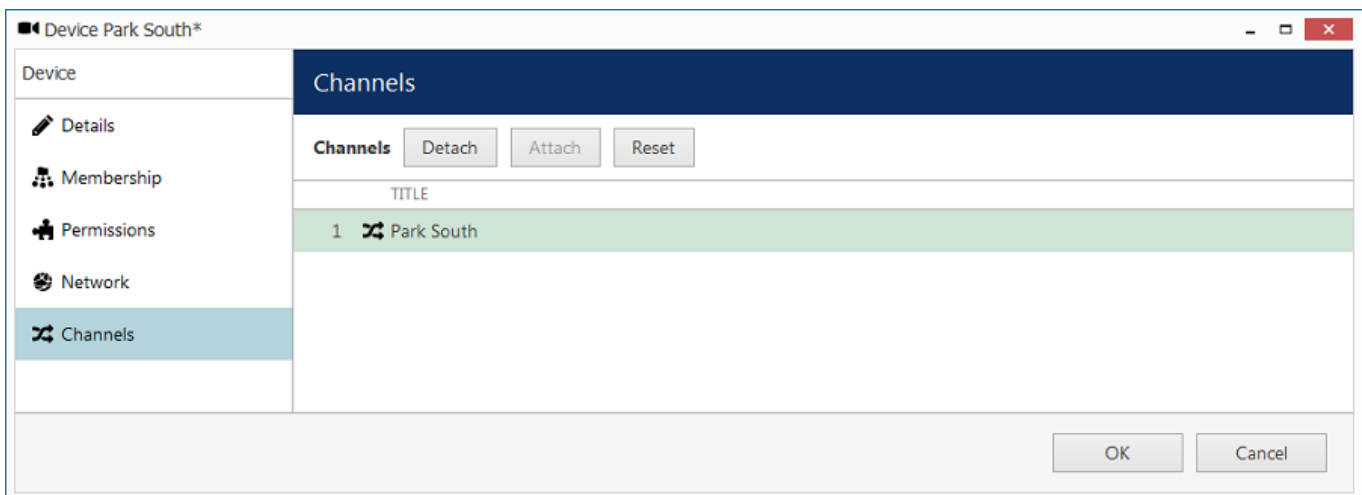 Device Park South*
Device
Details
Membership
Permissions
Network
Channels
Channels
Channels Detach Attach Reset
TITLE
1 Park South
OK Cancel